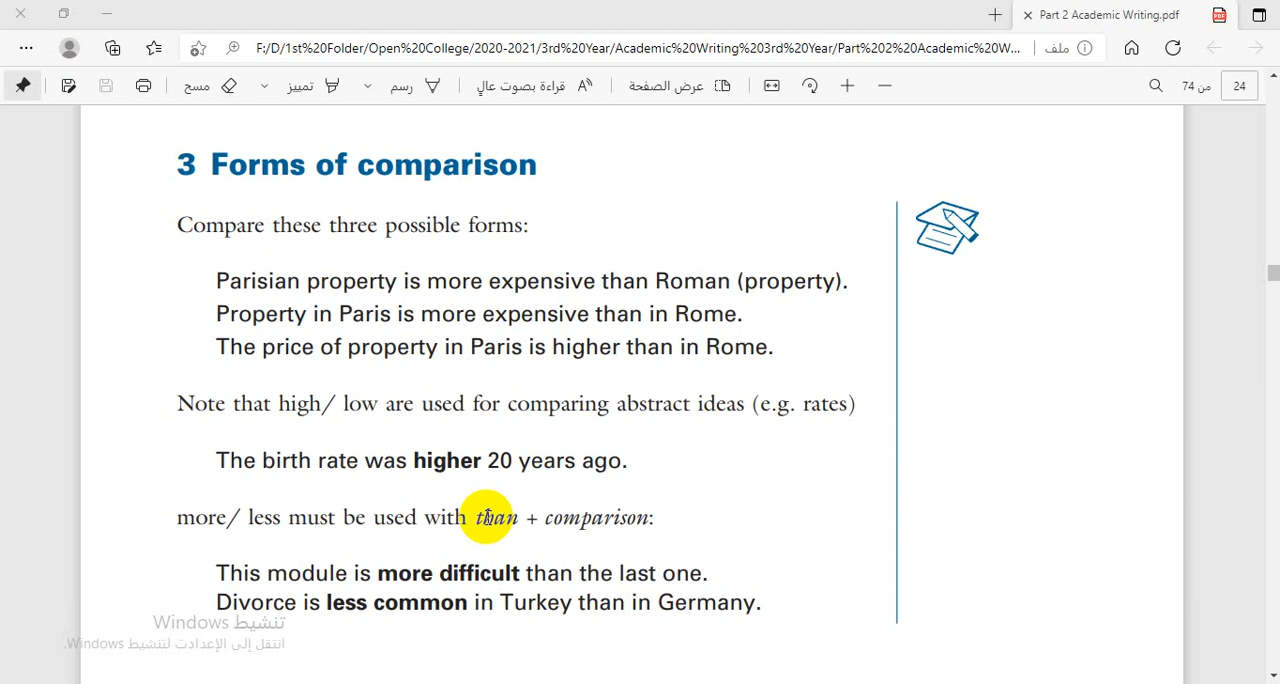 Part 2 Academic Writing.pdf
F:/D/1st%20Folder/Open%20College/2020-2021/3rd%20Year/Academic%20Writing%203rd%20Year/Part%202%20Academic%20W...
ملف
مسح
تمييز
رسم
قراءة بصوت عالٍ
عرض الصفحة
من 74
24
3 Forms of comparison
Compare these three possible forms:
Parisian property is more expensive than Roman (property).
Property in Paris is more expensive than in Rome.
The price of property in Paris is higher than in Rome.
Note that high/ low are used for comparing abstract ideas (e.g. rates)
The birth rate was higher 20 years ago.
more/ less must be used with than + comparison:
This module is more difficult than the last one.
Divorce is less common in Turkey than in Germany.
تنشيط Windows
انتقل إلى الإعدادت لتنشيط Windows.